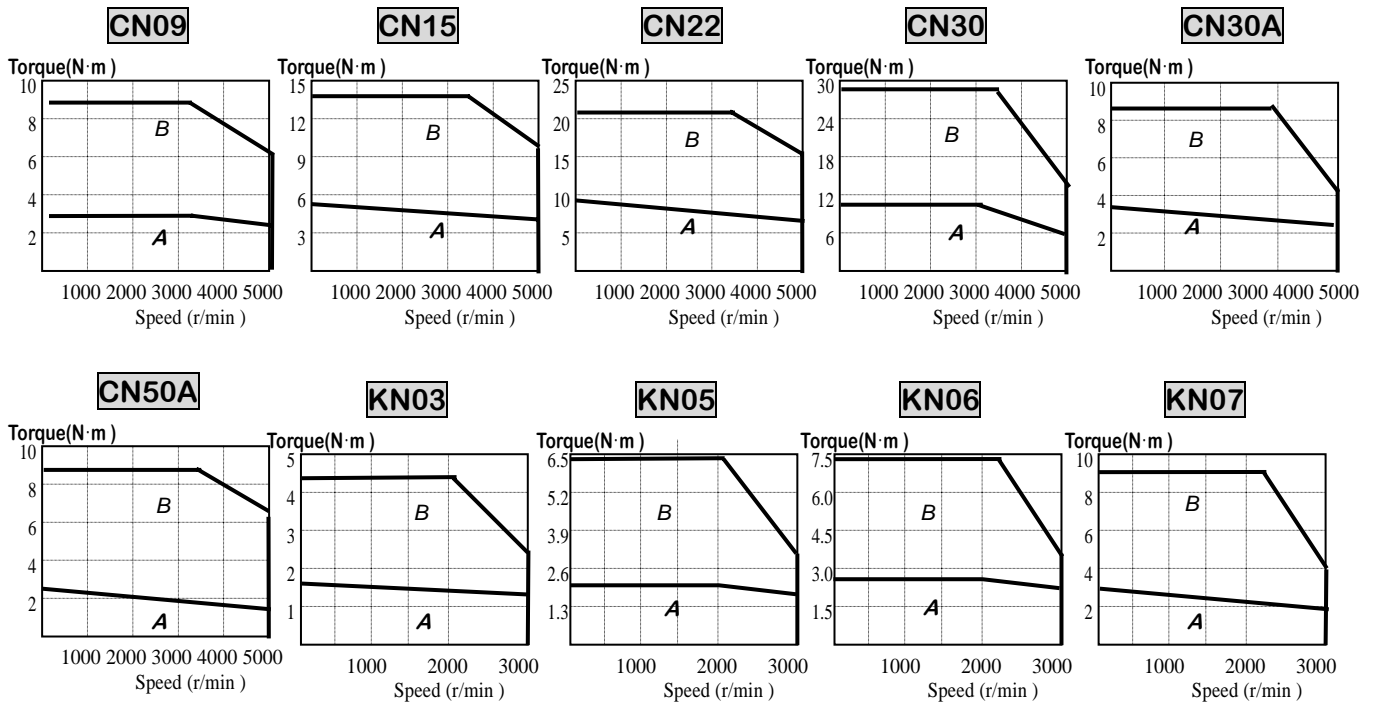 CN09 CN15 CN22 CN30 CN30A
Torque(N·m ) Torque(N·m ) Torque(N·m ) Torque(N·m ) Torque(N·m )
10 15 25 30 10
8 12 20 24 8
B B B B B
6 9 15 18 6
4 6 10 12 4
2 3 5 6 2
A A A A A
1000 2000 3000 4000 5000 1000 2000 3000 4000 5000 1000 2000 3000 4000 5000 1000 2000 3000 4000 5000 1000 2000 3000 4000 5000
Speed (r/min ) Speed (r/min ) Speed (r/min ) Speed (r/min ) Speed (r/min )
CN50A KN03 KN05 KN06 KN07
Torque(N·m ) Torque(N·m ) Torque(N·m ) Torque(N·m ) Torque(N·m )
10 5 6.5 7.5 10
8 4 5.2 6.0 8
B B B B B
6 3 3.9 4.5 6
4 2 2.6 3.0 4
2 1 1.3 1.5 2
A A A A A
1000 2000 3000 4000 5000 1000 2000 3000 1000 2000 3000 1000 2000 3000 1000 2000 3000
Speed (r/min ) Speed (r/min ) Speed (r/min ) Speed (r/min ) Speed (r/min )